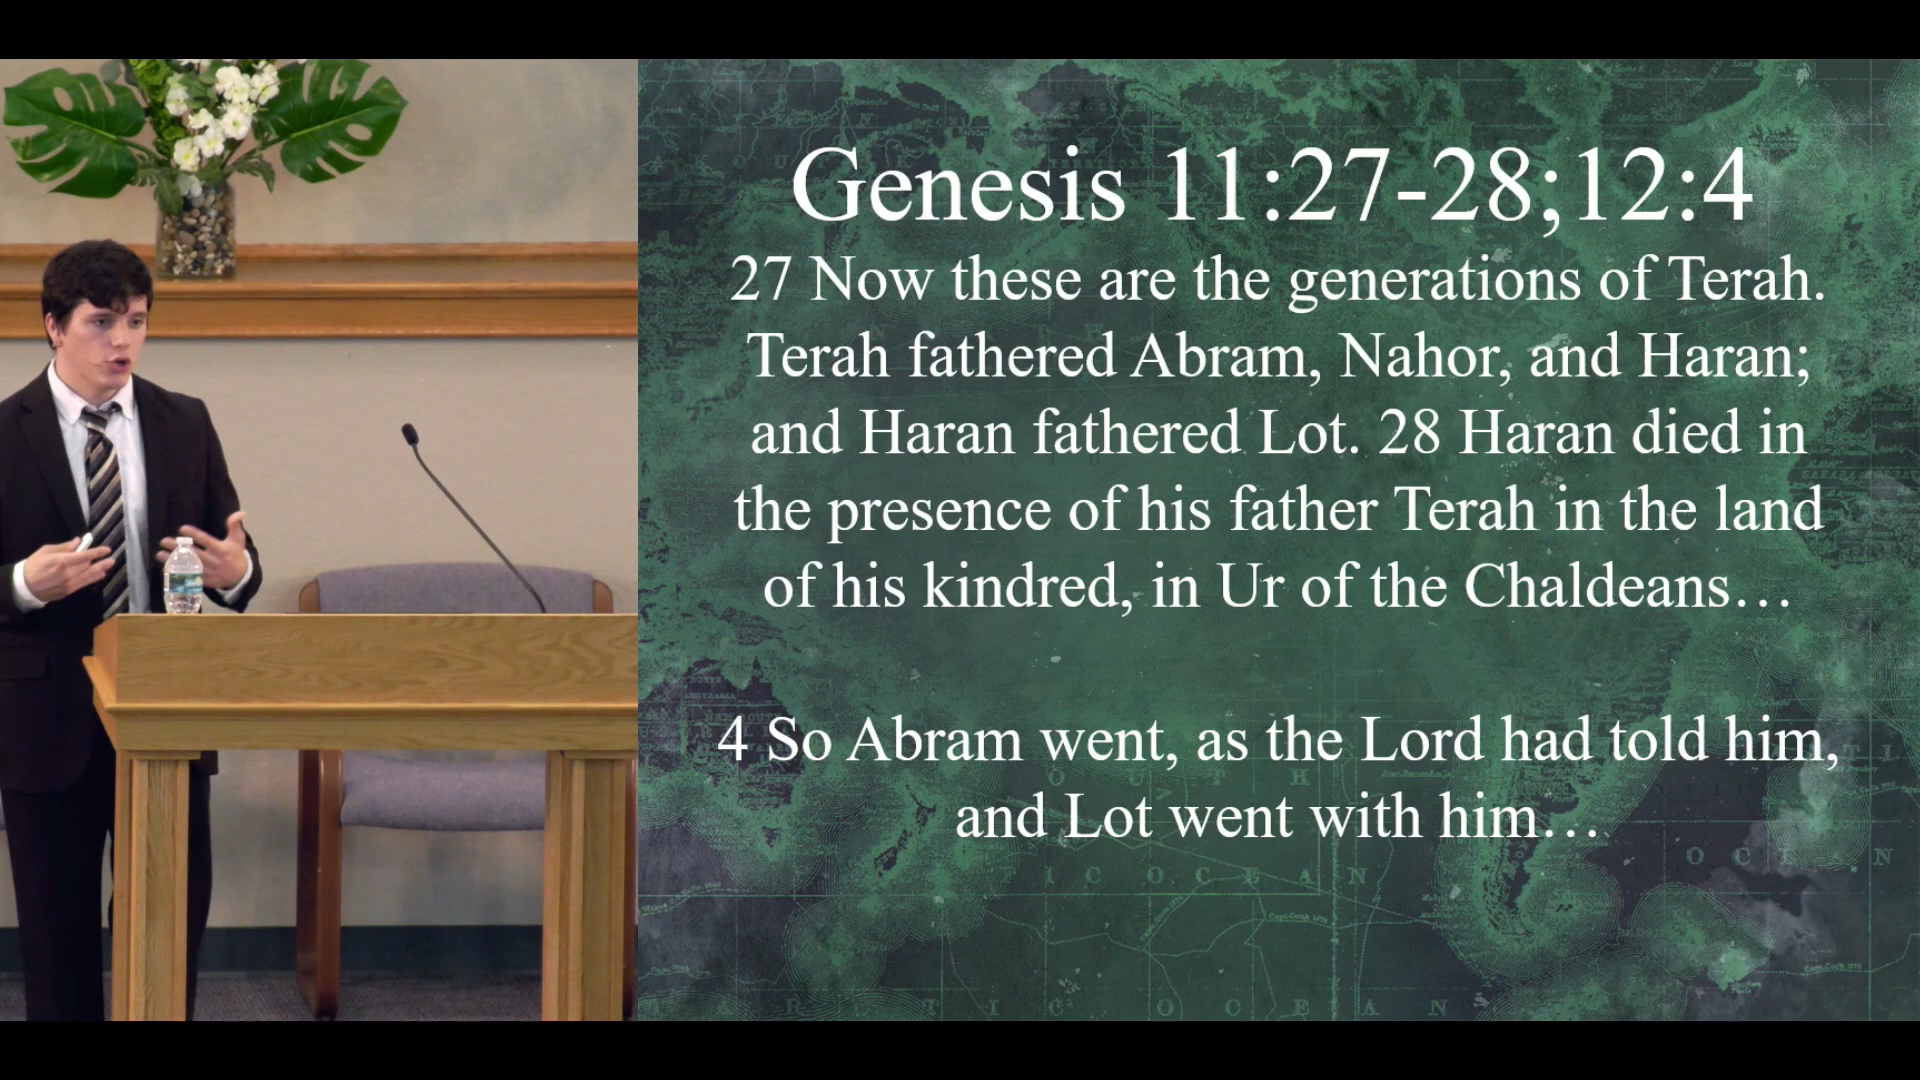 Genesis 11:27-28;12:4
27 Now these are the generations of Terah.
Terah fathered Abram, Nahor, and Haran;
and Haran fathered Lot. 28 Haran died in
the presence of his father Terah in the land
of his kindred, in Ur of the Chaldeans…
4 So Abram went, as the Lord had told him,
and Lot went with him…
O U T H
F I C O C E A N
O C E A N
Capt. Cook 1775
T I C O C E A N